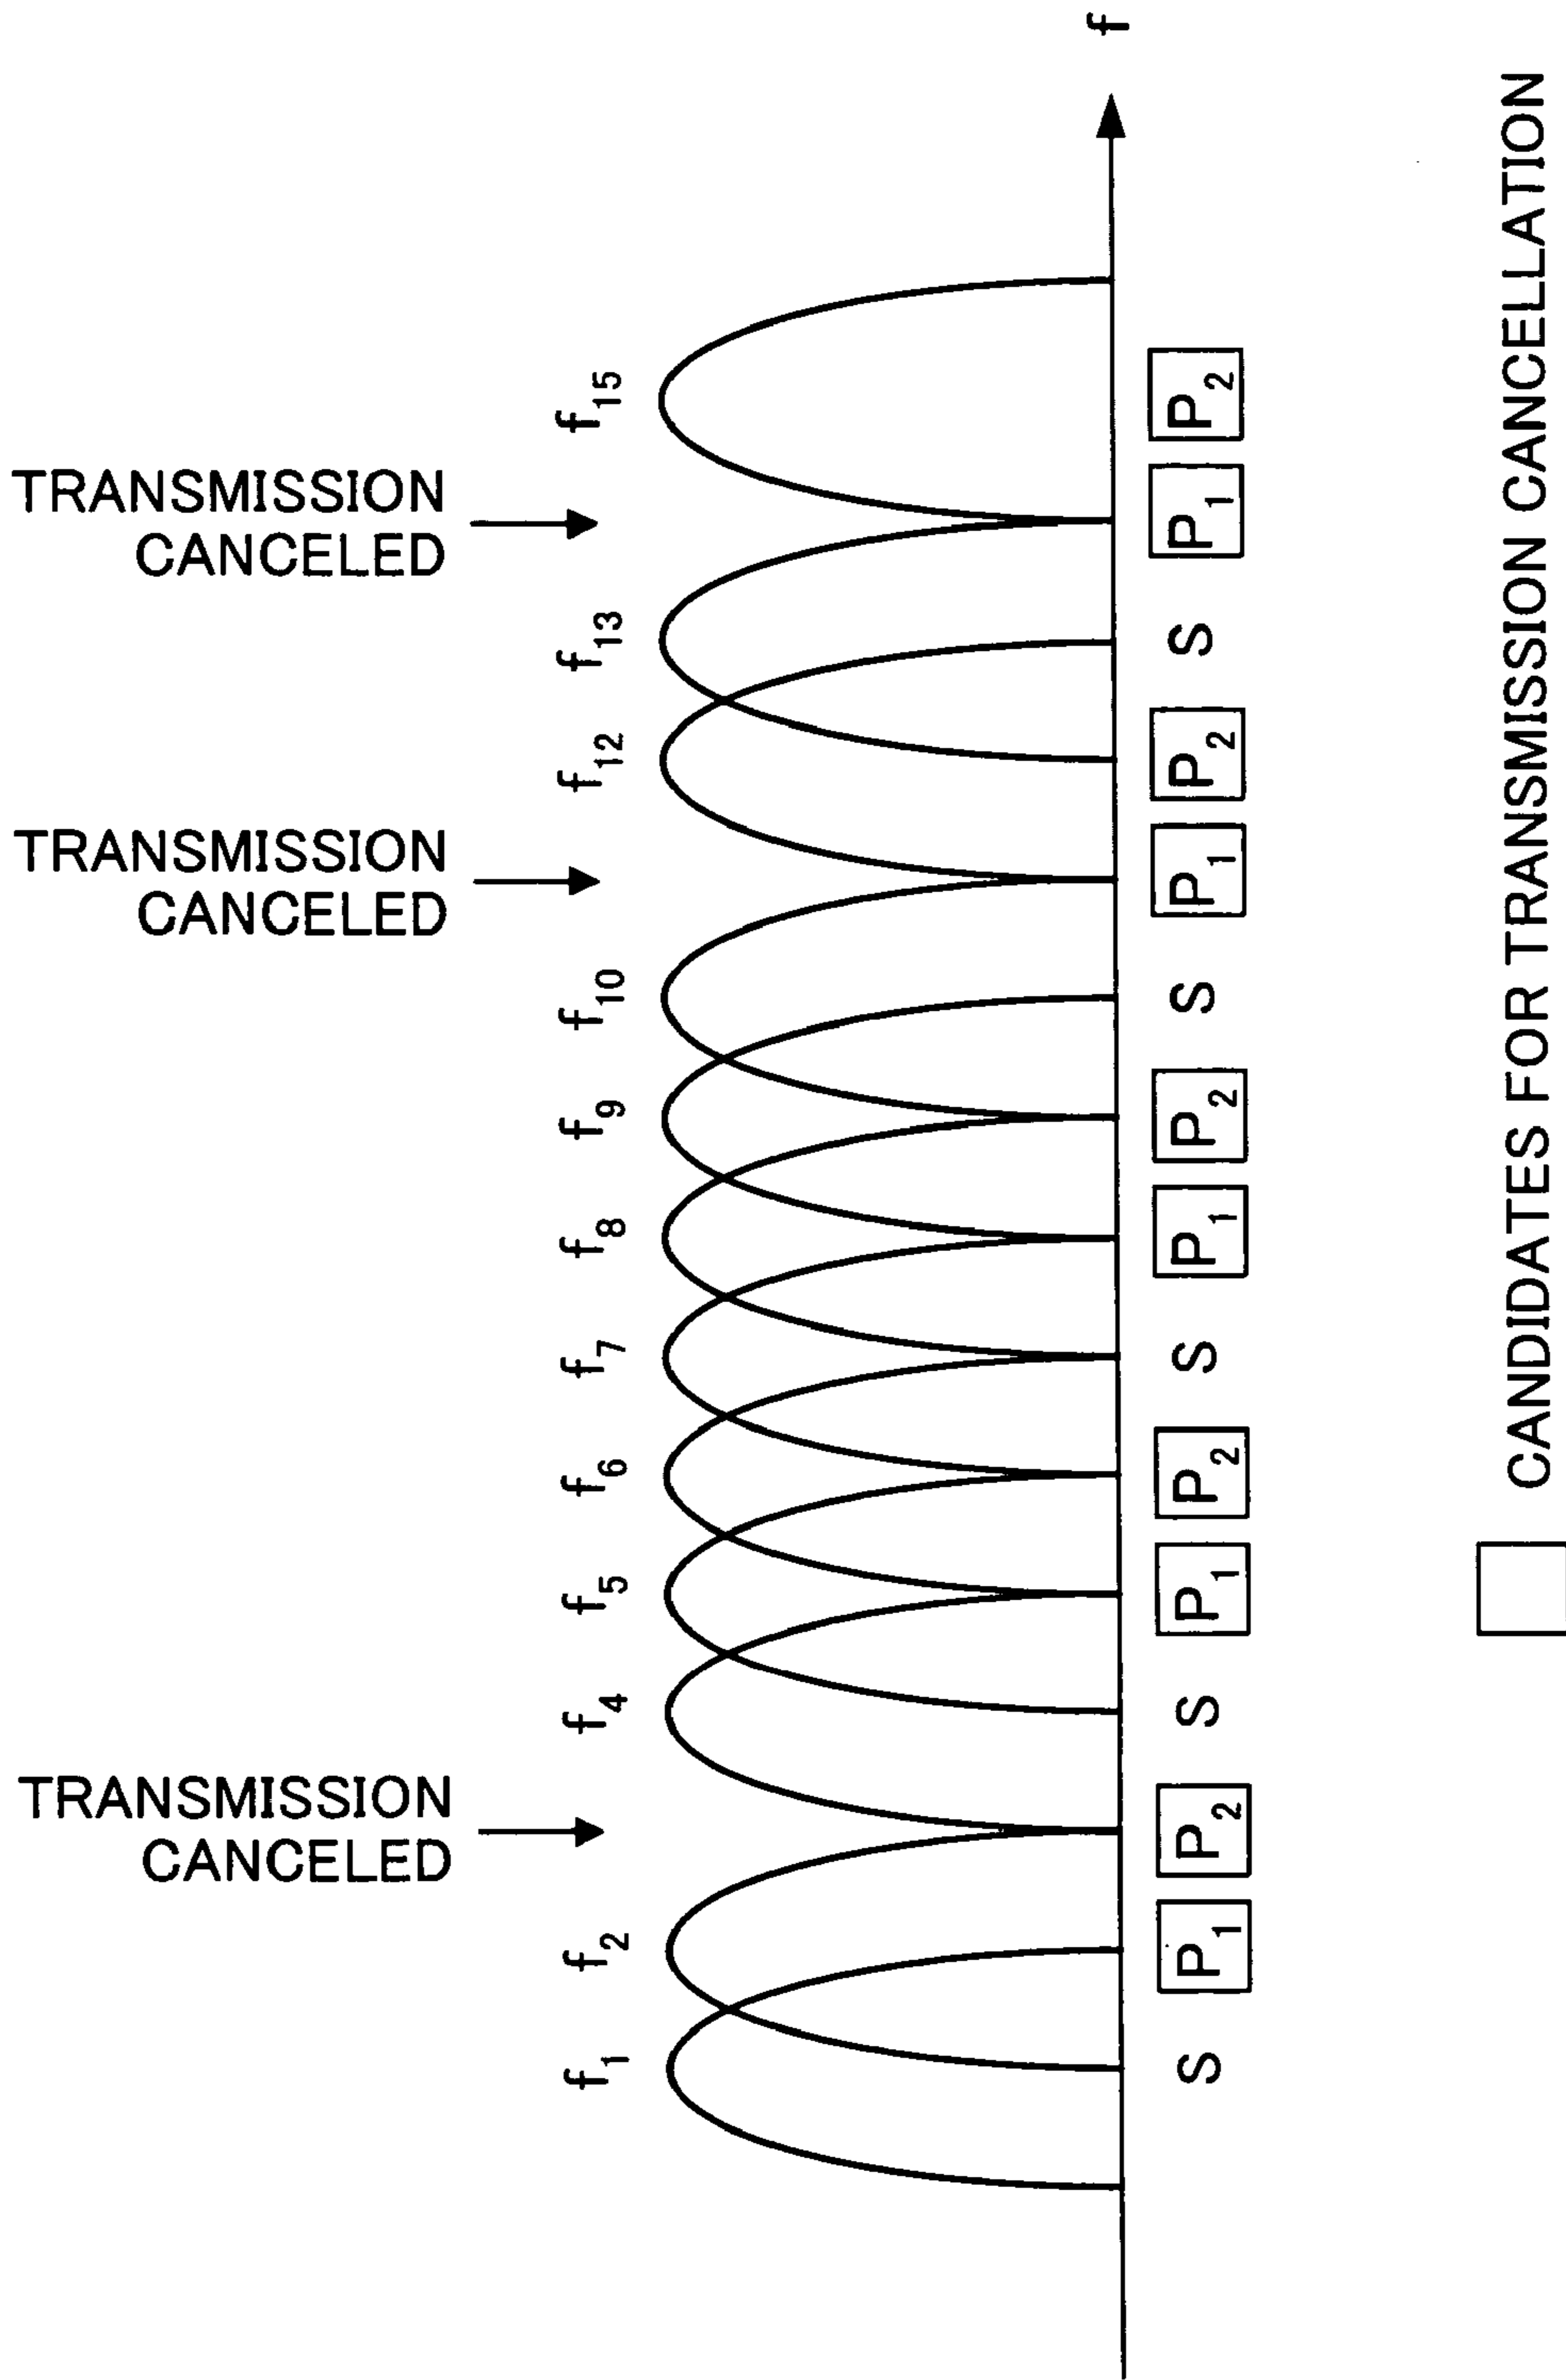 TRANSMISSION
CANCELED
TRANSMISSION
CANCELED
TRANSMISSION
CANCELED
f₁ f₂ f₄ f₅ f₆ f₇ f₈ f₉ f₁₀ f₁₂ f₁₃ f₁₅
f
S P₁ P₂ S P₁ P₂ S P₁ P₂ S P₁ P₂ S P₁ P₂
CANDIDATES FOR TRANSMISSION CANCELLATION